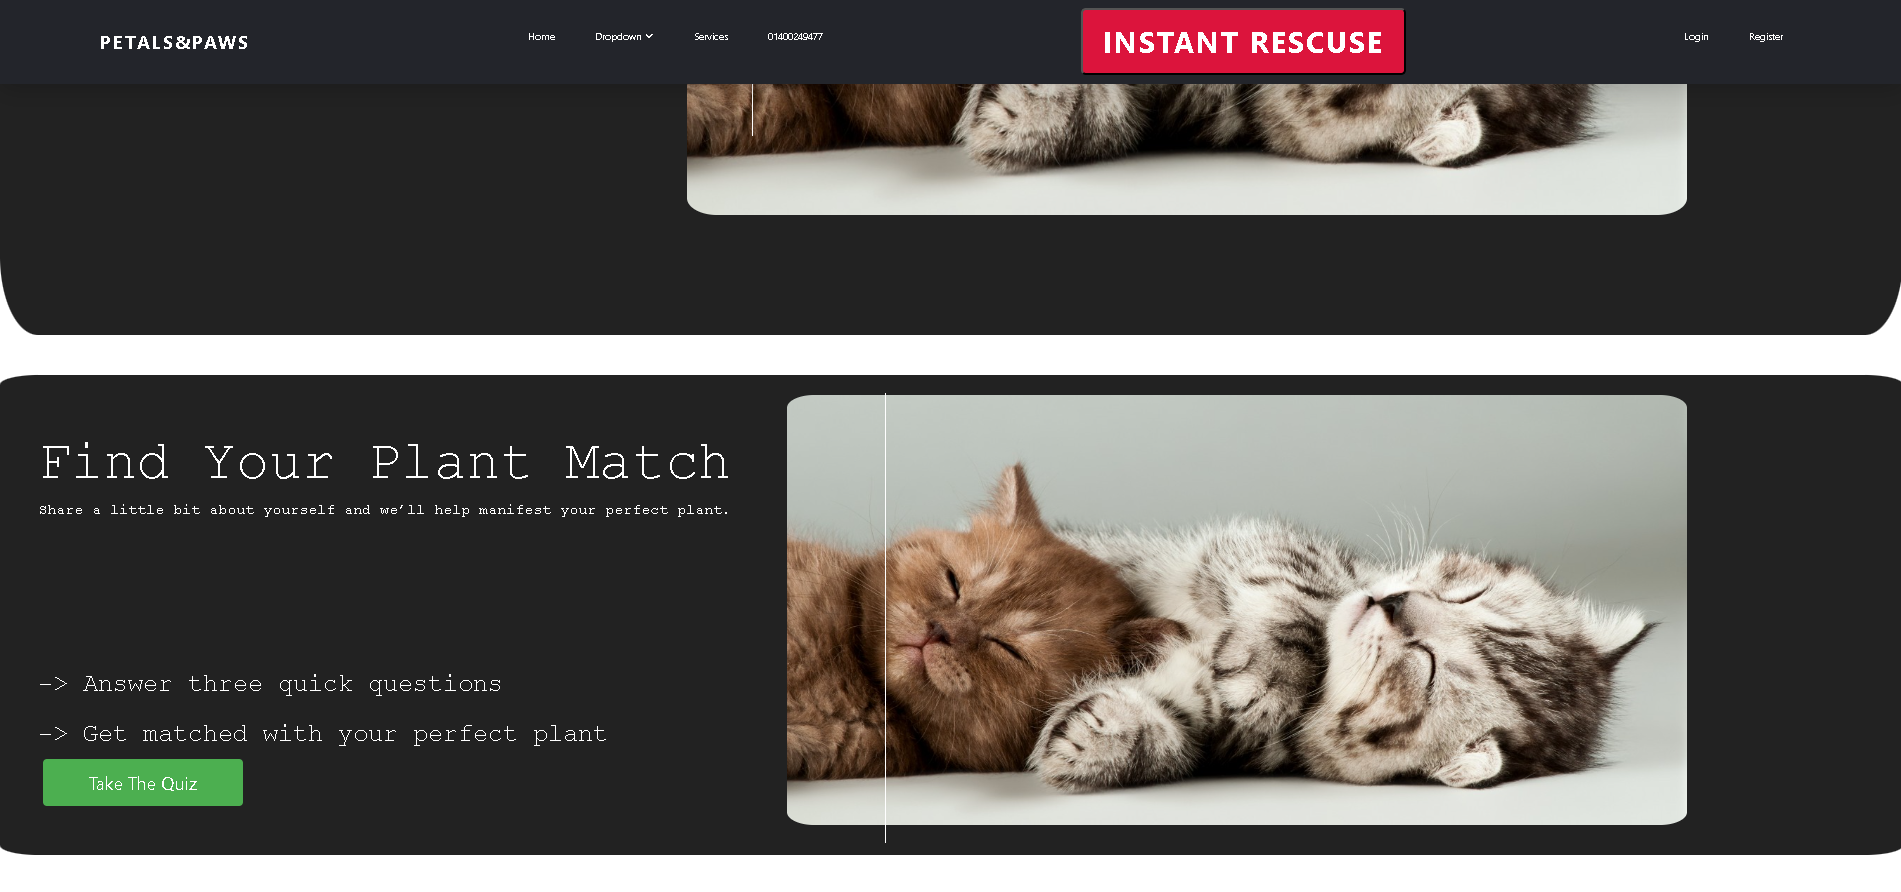 PETALS&PAWS
Home
Dropdown
Services
01400249477
INSTANT RESCUSE
Login
Register
Find Your Plant Match
Share a little bit about yourself and we’ll help manifest your perfect plant.
-> Answer three quick questions
-> Get matched with your perfect plant
Take The Quiz